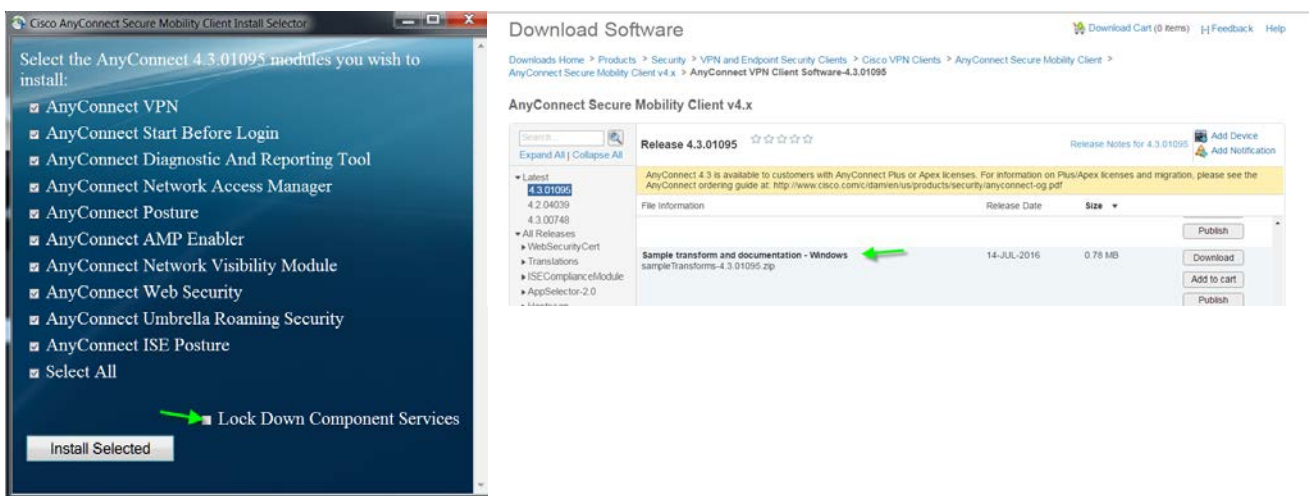 Cisco AnyConnect Secure Mobility Client Install Selector
Select the AnyConnect 4.3.01095 modules you wish to
install:
AnyConnect VPN
AnyConnect Start Before Login
AnyConnect Diagnostic And Reporting Tool
AnyConnect Network Access Manager
AnyConnect Posture
AnyConnect AMP Enabler
AnyConnect Network Visibility Module
AnyConnect Web Security
AnyConnect Umbrella Roaming Security
AnyConnect ISE Posture
Select All
Lock Down Component Services
Install Selected
Download Software
Download Cart (0 items) [-] Feedback Help
Downloads Home > Products > Security > VPN and Endpoint Security Clients > Cisco VPN Clients > AnyConnect Secure Mobility Client >
AnyConnect Secure Mobility Client v4.x > AnyConnect VPN Client Software-4.3.01095
AnyConnect Secure Mobility Client v4.x
Search...
Expand All | Collapse All
Latest
4.3.01095
4.2.04039
4.3.00748
All Releases
WebSecurityCert
Translations
ISEComplianceModule
AppSelector-2.0
Release 4.3.01095
Release Notes for 4.3.01095
Add Device
Add Notification
AnyConnect 4.3 is available to customers with AnyConnect Plus or Apex licenses. For information on Plus/Apex licenses and migration, please see the
AnyConnect ordering guide at: http://www.cisco.com/c/dam/en/us/products/security/anyconnect-og.pdf
File Information Release Date Size
Publish
Sample transform and documentation - Windows 14-JUL-2016 0.78 MB Download
sampleTransforms-4.3.01095.zip
Add to cart
Publish